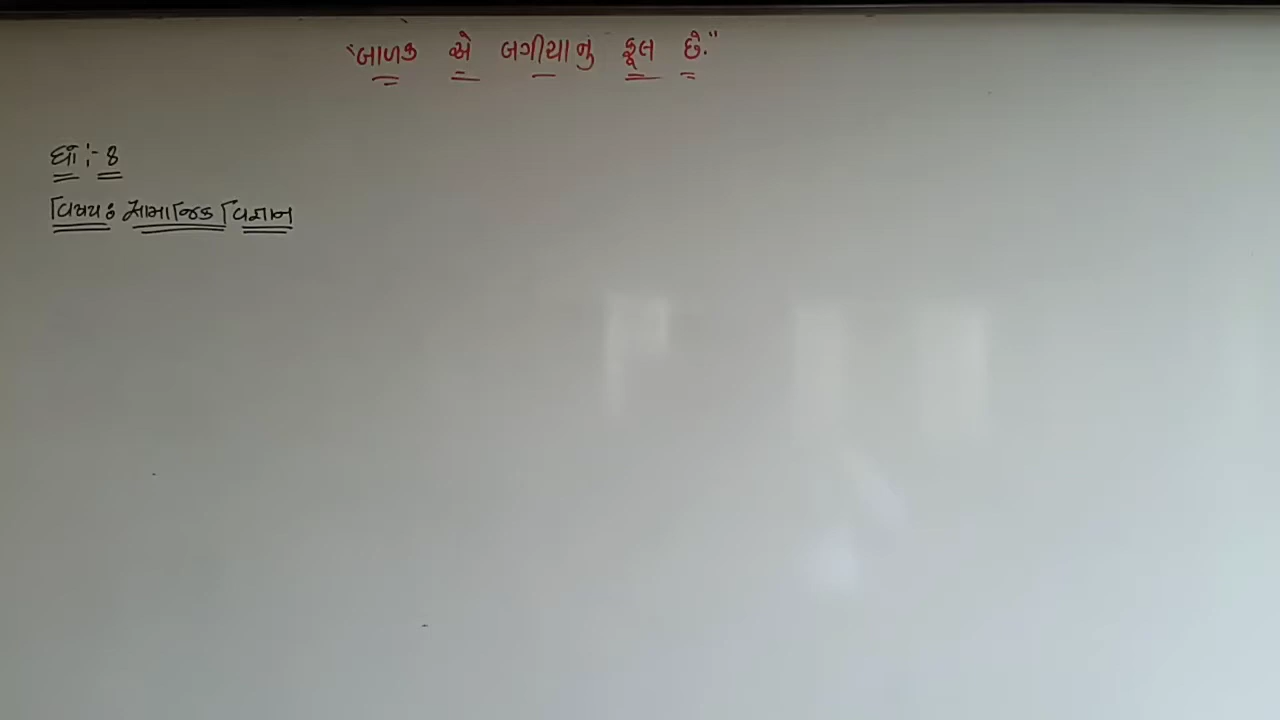 "બાળક એ બગીચાનું ફૂલ છે."
ધો :- 8
વિષય : સામાજિક વિજ્ઞાન